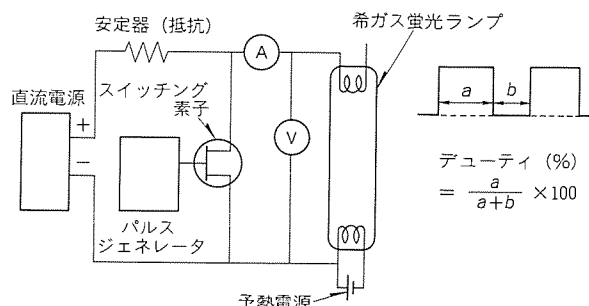 安定器（抵抗）
希ガス蛍光ランプ
A
直流電源
スイッチング
素子
+
−
V
a
b
デューティ（%）
= a/(a+b) ×100
パルス
ジェネレータ
予熱電源